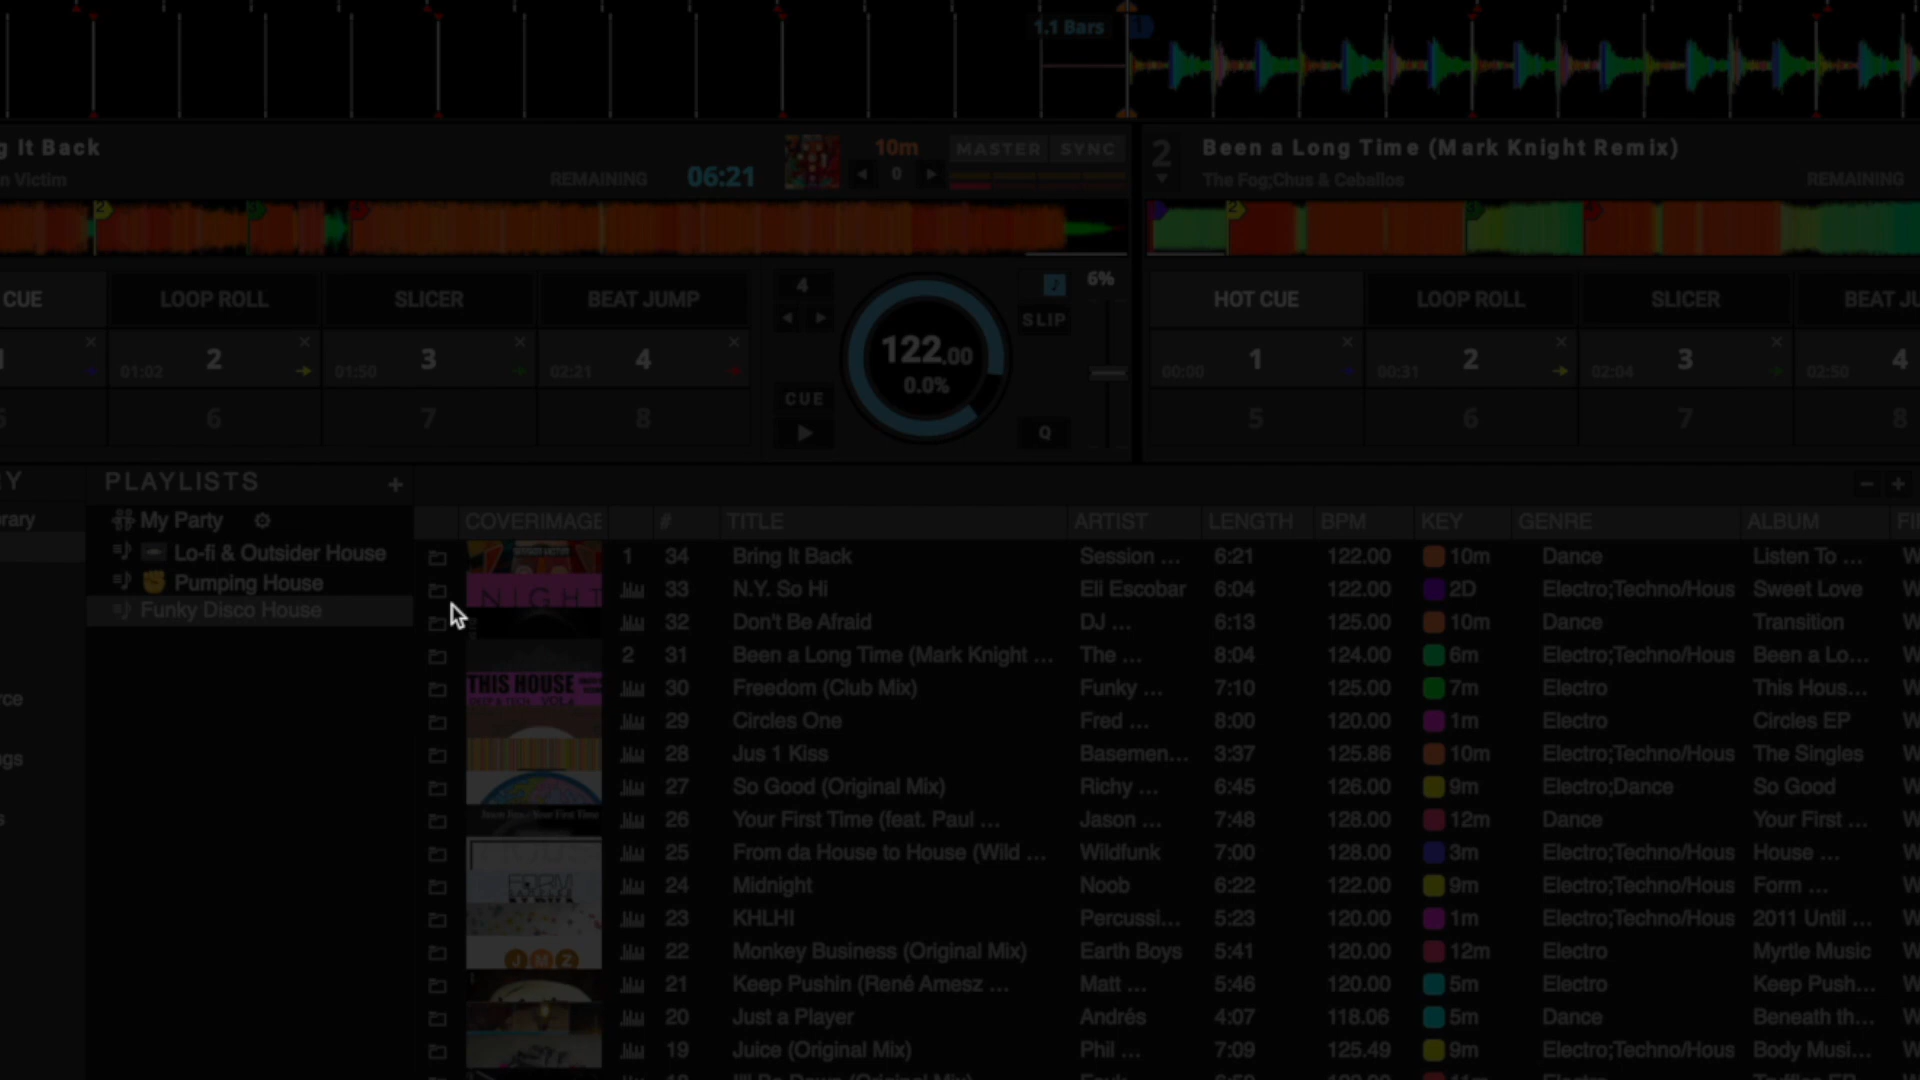 1.1 Bars
g It Back
n Victim
REMAINING 06:21
10m
0
MASTER SYNC
2
Been a Long Time (Mark Knight Remix)
The Fog;Chus & Ceballos
REMAINING
CUE LOOP ROLL SLICER BEAT JUMP
01:02 2
01:50 3
02:21 4
6 7 8
4
CUE
122.00
0.0%
SLIP
Q
6%
HOT CUE LOOP ROLL SLICER BEAT JU
00:00 1
00:31 2
02:04 3
02:50 4
5 6 7 8
Y
rary
rce
gs
s
PLAYLISTS +
My Party
Lo-fi & Outsider House
Pumping House
Funky Disco House
COVERIMAGE # TITLE ARTIST LENGTH BPM KEY GENRE ALBUM FI
1 34 Bring It Back Session ... 6:21 122.00 10m Dance Listen To ...
NIGHT 33 N.Y. So Hi Eli Escobar 6:04 122.00 2D Electro;Techno/Hous Sweet Love W
32 Don't Be Afraid DJ ... 6:13 125.00 10m Dance Transition W
2 31 Been a Long Time (Mark Knight ... The ... 8:04 124.00 6m Electro;Techno/Hous Been a Lo... W
THIS HOUSE 30 Freedom (Club Mix) Funky ... 7:10 125.00 7m Electro This Hous... W
29 Circles One Fred ... 8:00 120.00 1m Electro Circles EP W
28 Jus 1 Kiss Basemen... 3:37 125.86 10m Electro;Techno/Hous The Singles W
27 So Good (Original Mix) Richy ... 6:45 126.00 9m Electro;Dance So Good W
26 Your First Time (feat. Paul ... Jason ... 7:48 128.00 12m Dance Your First ... W
25 From da House to House (Wild ... Wildfunk 7:00 128.00 3m Electro;Techno/Hous House ... W
24 Midnight Noob 6:22 122.00 9m Electro;Techno/Hous Form ... W
23 KHLHI Percussi... 5:23 120.00 1m Electro;Techno/Hous 2011 Until ... W
JMZ 22 Monkey Business (Original Mix) Earth Boys 5:41 120.00 12m Electro Myrtle Music W
21 Keep Pushin (René Amesz ... Matt ... 5:46 120.00 5m Electro Keep Push... W
20 Just a Player Andrés 4:07 118.06 5m Dance Beneath th... W
19 Juice (Original Mix) Phil ... 7:09 125.49 9m Electro;Techno/Hous Body Musi... W